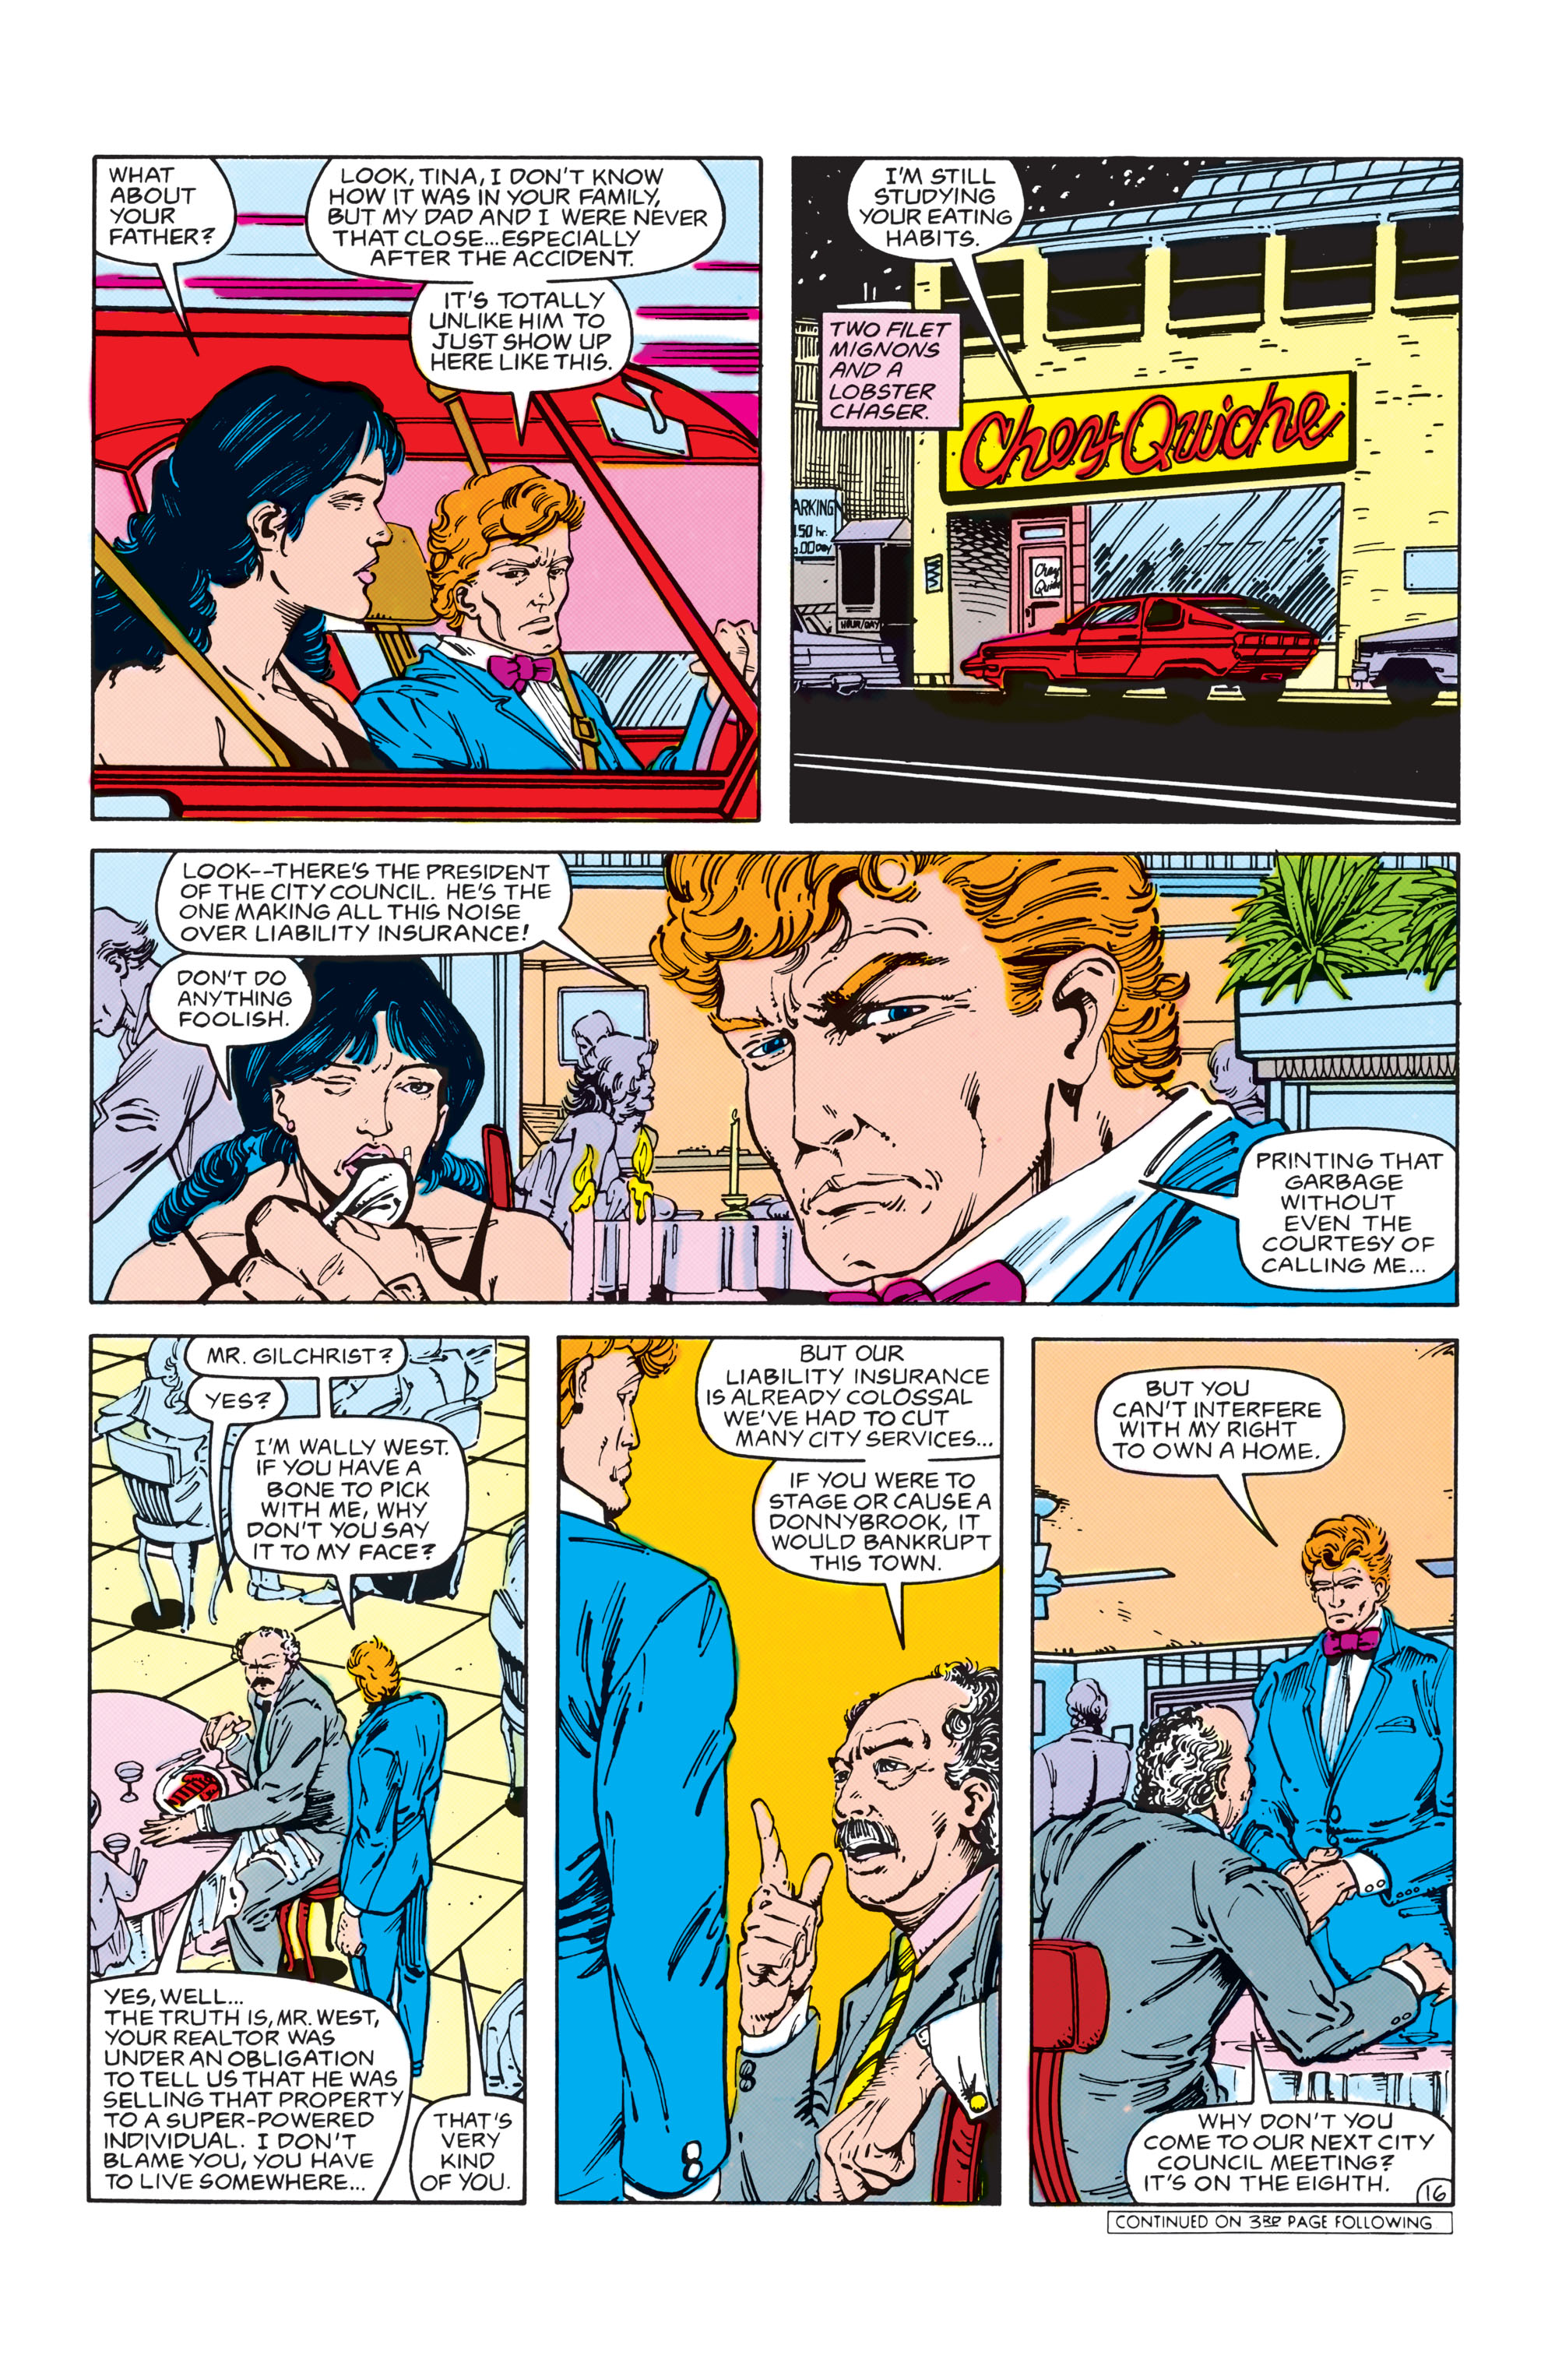 WHAT
ABOUT
YOUR
FATHER?
LOOK, TINA, I DON'T KNOW
HOW IT WAS IN YOUR FAMILY,
BUT MY DAD AND I WERE NEVER
THAT CLOSE...ESPECIALLY
AFTER THE ACCIDENT.
IT'S TOTALLY
UNLIKE HIM TO
JUST SHOW UP
HERE LIKE THIS.
I'M STILL
STUDYING
YOUR EATING
HABITS.
TWO FILET
MIGNONS
AND A
LOBSTER
CHASER.
Chez Quiche
ARKING
.50 hr.
.00 Day
HOUR/DAY
Chez
Quiche
LOOK--THERE'S THE PRESIDENT
OF THE CITY COUNCIL. HE'S THE
ONE MAKING ALL THIS NOISE
OVER LIABILITY INSURANCE!
DON'T DO
ANYTHING
FOOLISH.
PRINTING THAT
GARBAGE
WITHOUT
EVEN THE
COURTESY OF
CALLING ME...
MR. GILCHRIST?
YES?
I'M WALLY WEST.
IF YOU HAVE A
BONE TO PICK
WITH ME, WHY
DON'T YOU SAY
IT TO MY FACE?
YES, WELL...
THE TRUTH IS, MR. WEST,
YOUR REALTOR WAS
UNDER AN OBLIGATION
TO TELL US THAT HE WAS
SELLING THAT PROPERTY
TO A SUPER-POWERED
INDIVIDUAL. I DON'T
BLAME YOU, YOU HAVE
TO LIVE SOMEWHERE...
THAT'S
VERY
KIND
OF YOU.
BUT OUR
LIABILITY INSURANCE
IS ALREADY COLOSSAL
WE'VE HAD TO CUT
MANY CITY SERVICES...
IF YOU WERE TO
STAGE OR CAUSE A
DONNYBROOK, IT
WOULD BANKRUPT
THIS TOWN.
BUT YOU
CAN'T INTERFERE
WITH MY RIGHT
TO OWN A HOME.
WHY DON'T YOU
COME TO OUR NEXT CITY
COUNCIL MEETING?
IT'S ON THE EIGHTH.
16
CONTINUED ON 3RD PAGE FOLLOWING